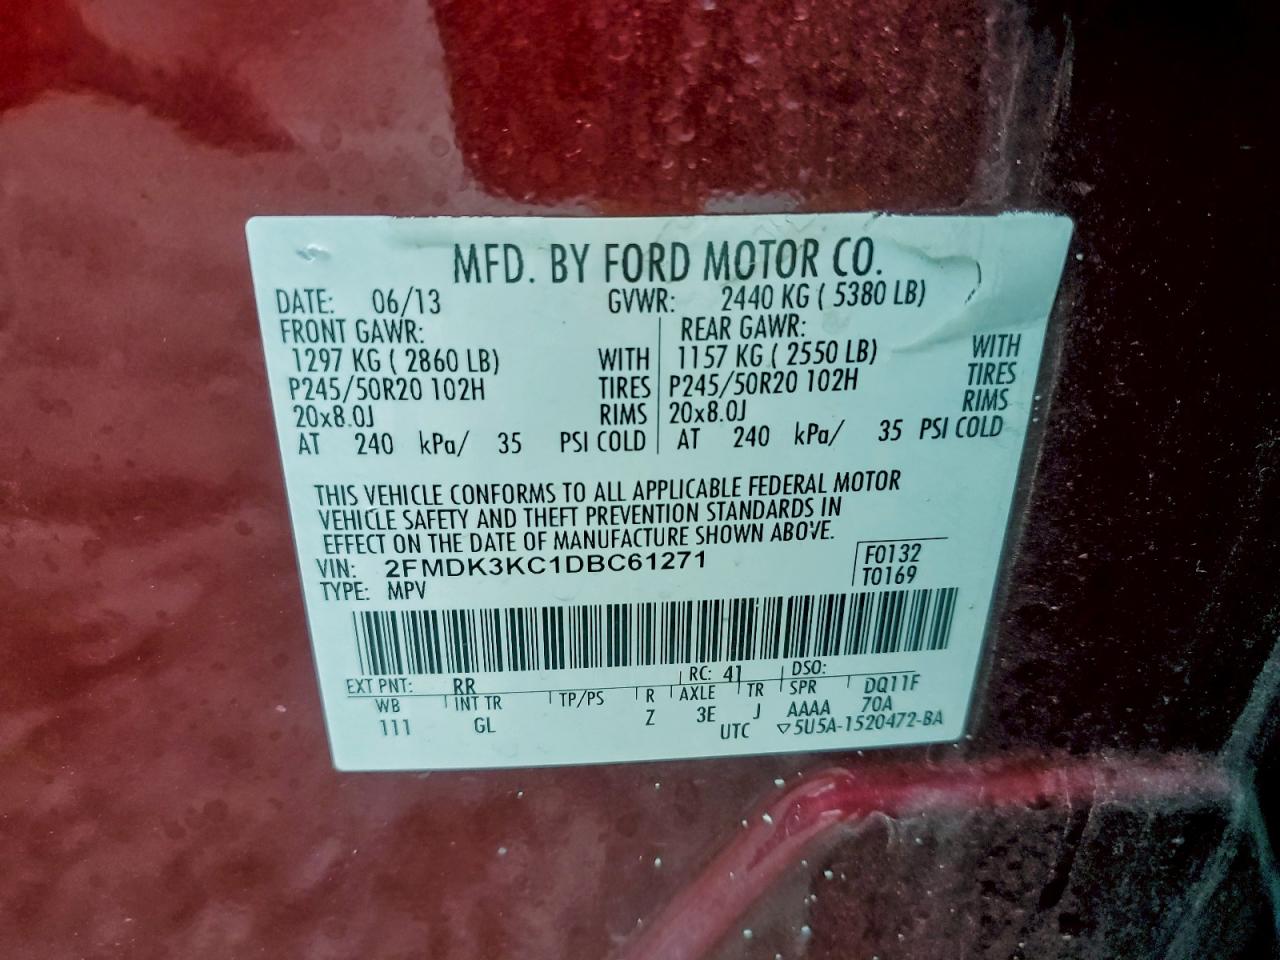 MFD. BY FORD MOTOR CO.
DATE: 06/13 GVWR: 2440 KG ( 5380 LB)
FRONT GAWR: REAR GAWR:
1297 KG ( 2860 LB) WITH 1157 KG ( 2550 LB) WITH
P245/50R20 102H TIRES P245/50R20 102H TIRES
20x8.0J RIMS 20x8.0J RIMS
AT 240 kPa/ 35 PSI COLD AT 240 kPa/ 35 PSI COLD
THIS VEHICLE CONFORMS TO ALL APPLICABLE FEDERAL MOTOR
VEHICLE SAFETY AND THEFT PREVENTION STANDARDS IN
EFFECT ON THE DATE OF MANUFACTURE SHOWN ABOVE.
VIN: 2FMDK3KC1DBC61271 F0132
TYPE: MPV T0169
EXT PNT: RR RC: 41 DSO:
WB INT TR TP/PS R AXLE TR SPR DQ11F
111 GL Z 3E J AAAA 70A
UTC ▽5U5A-1520472-BA